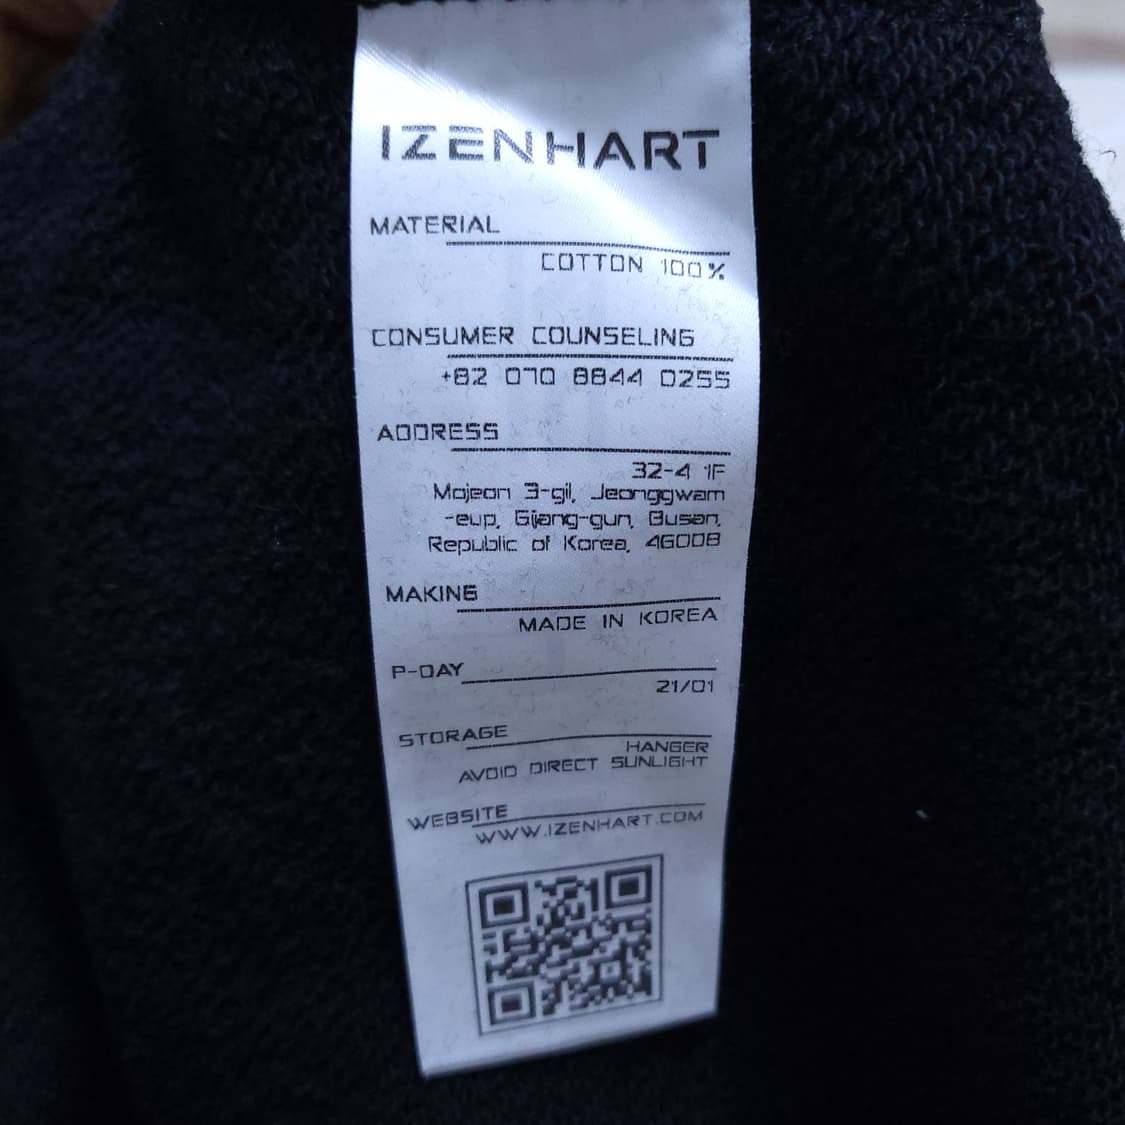 IZENHART
MATERIAL
COTTON 100%
CONSUMER COUNSELING
+82 070 8844 0255
ADDRESS
32-4 1F
Majeon 3-gil, Jeonggwam
-eup, Gijang-gun, Busan,
Republic of Korea, 46008
MAKING
MADE IN KOREA
P-DAY
21/01
STORAGE
HANGER
AVOID DIRECT SUNLIGHT
WEBSITE
WWW.IZENHART.COM